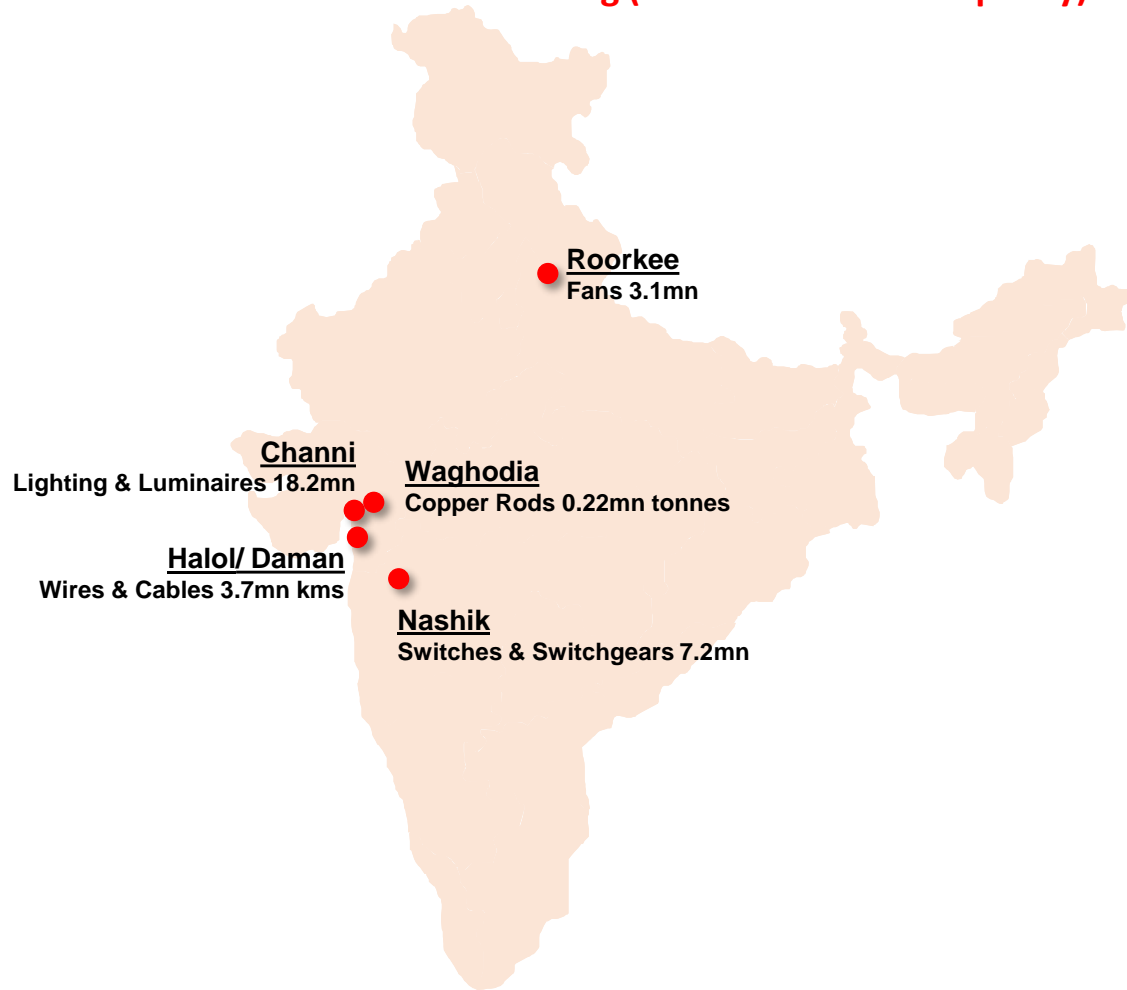 Roorkee
Fans 3.1mn
Channi
Lighting & Luminaires 18.2mn
Waghodia
Copper Rods 0.22mn tonnes
Halol/ Daman
Wires & Cables 3.7mn kms
Nashik
Switches & Switchgears 7.2mn